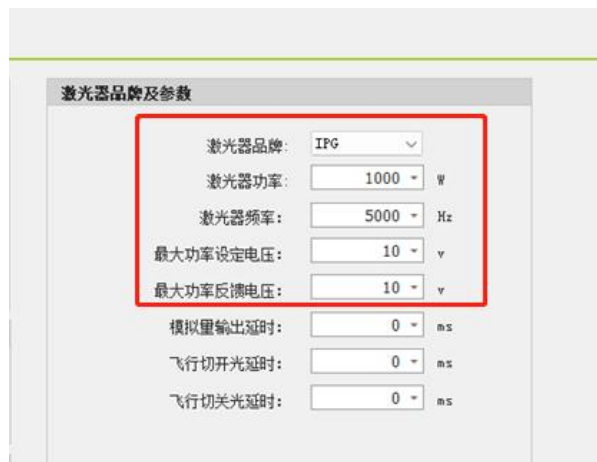 激光器品牌及参数
激光器品牌: IPG
激光器功率: 1000 W
激光器频率: 5000 Hz
最大功率设定电压: 10 v
最大功率反馈电压: 10 v
模拟量输出延时: 0 ms
飞行切开光延时: 0 ms
飞行切关光延时: 0 ms